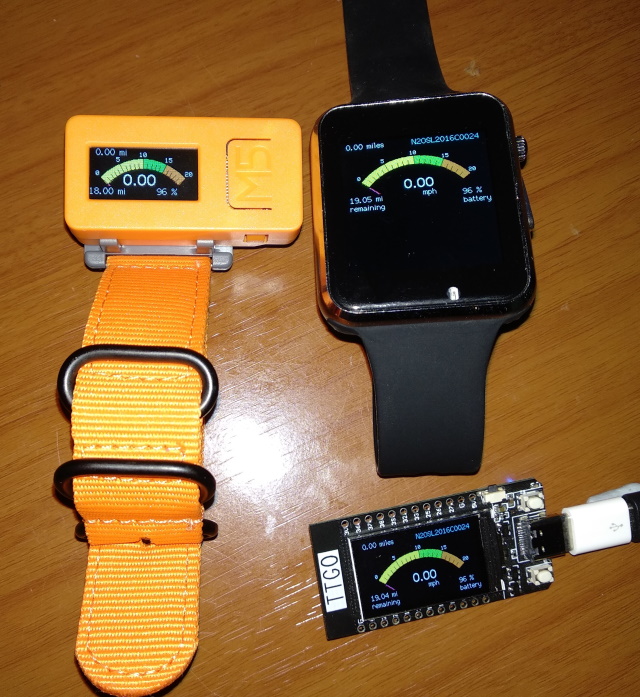 0.00 mi
0 5 10 15 20
0.00
18.00 mi 96 %
M5
0.00 miles N2OSL2016C0024
0 5 10 15 20
0.00
mph
19.05 mi 96 %
remaining battery
TTGO
0.00 miles N2OSL2016C0024
0 5 10 15 20
0.00
mph
19.04 mi 96 %
remaining battery